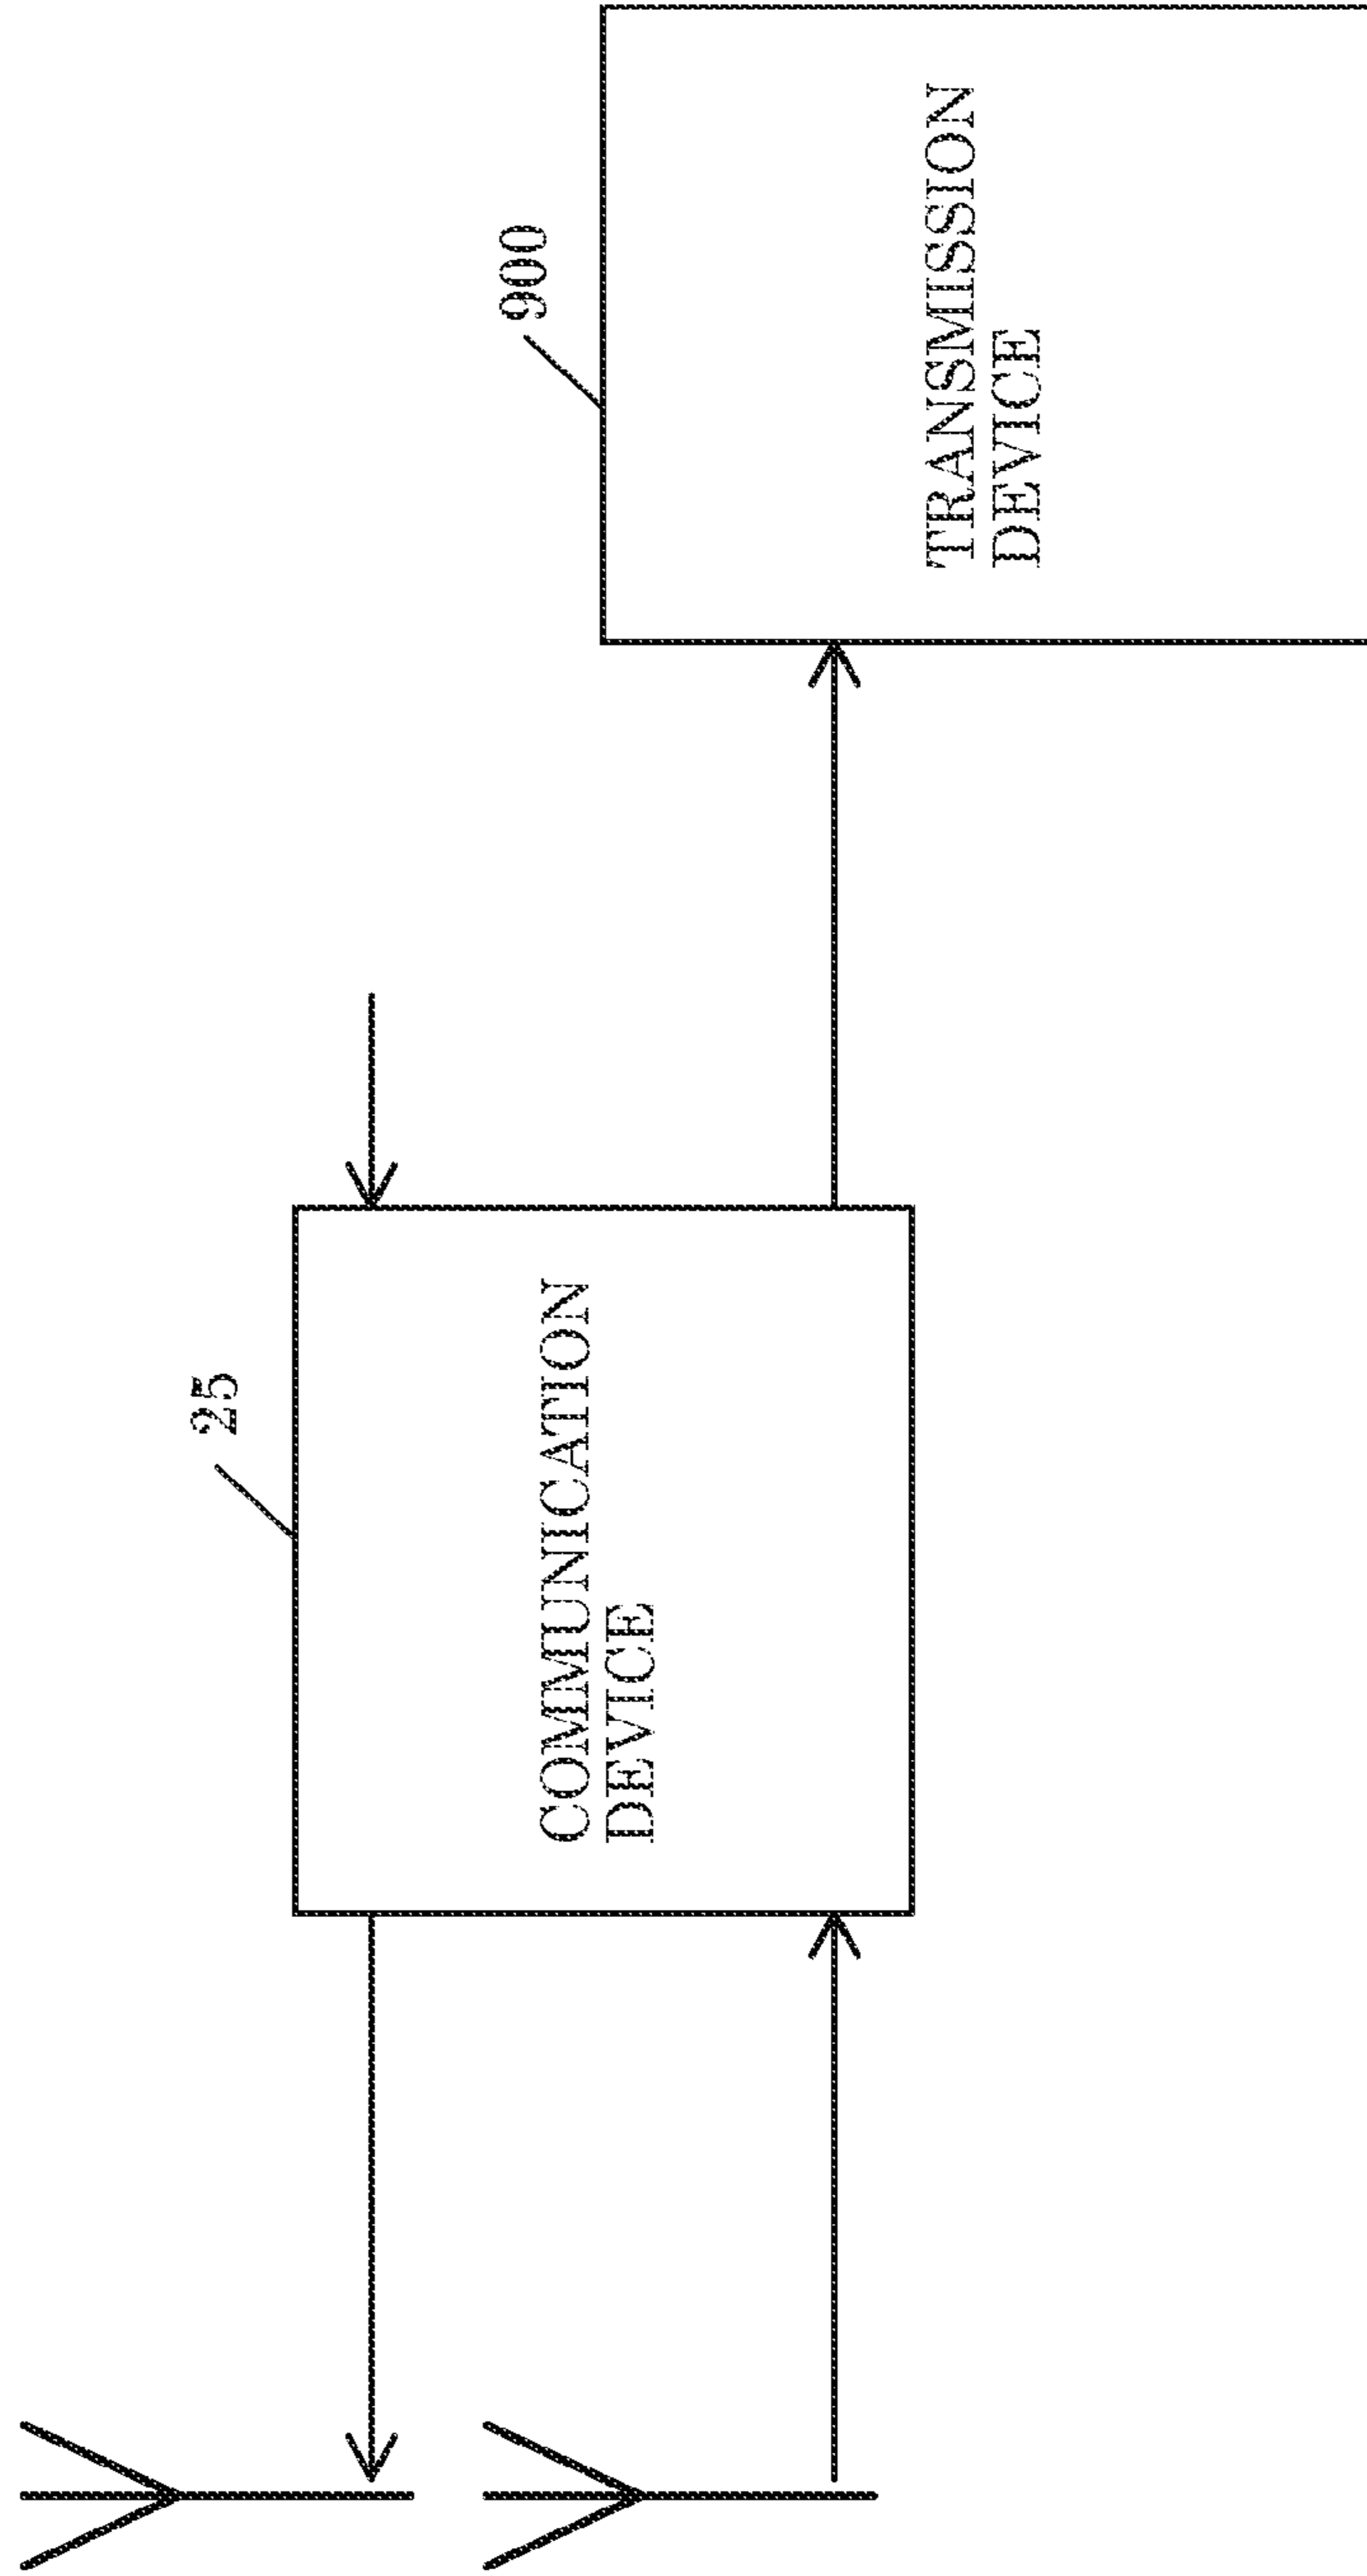 25
COMMUNICATION
DEVICE
900
TRANSMISSION
DEVICE